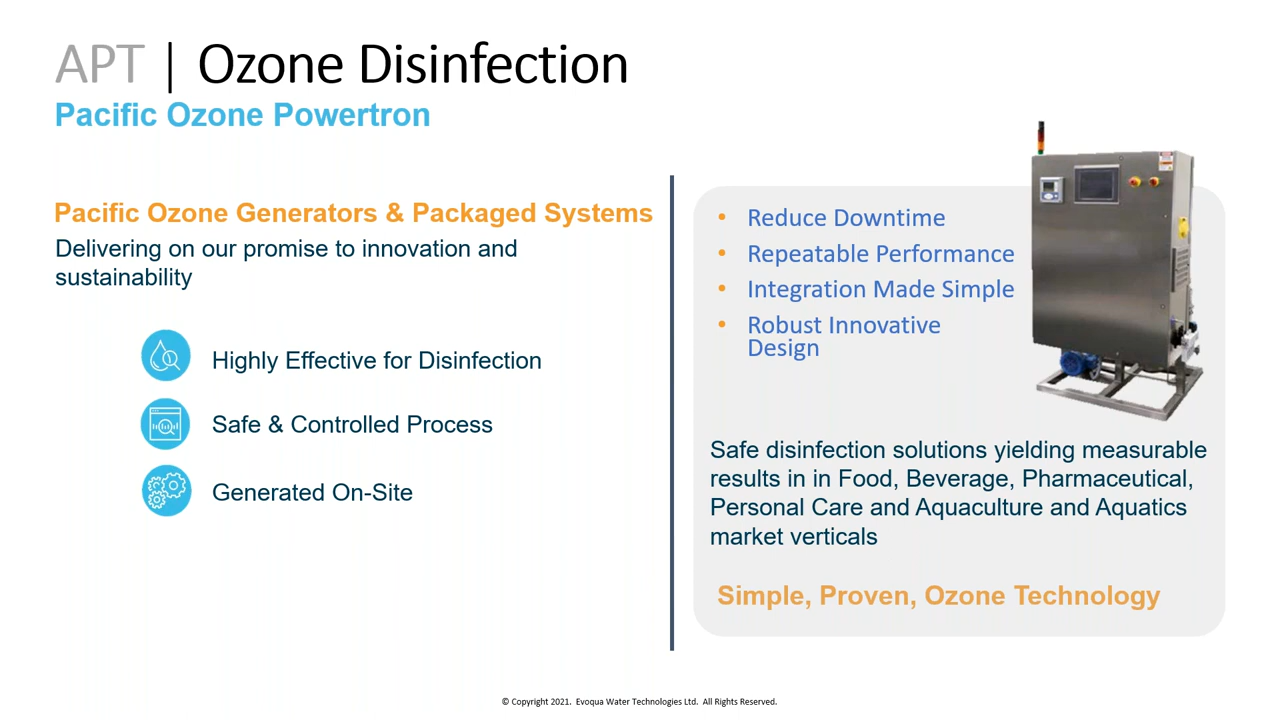 APT | Ozone Disinfection
Pacific Ozone Powertron
Pacific Ozone Generators & Packaged Systems
Delivering on our promise to innovation and
sustainability
Highly Effective for Disinfection
Safe & Controlled Process
Generated On-Site
• Reduce Downtime
• Repeatable Performance
• Integration Made Simple
• Robust Innovative
Design
Safe disinfection solutions yielding measurable
results in in Food, Beverage, Pharmaceutical,
Personal Care and Aquaculture and Aquatics
market verticals
Simple, Proven, Ozone Technology
© Copyright 2021. Evoqua Water Technologies Ltd. All Rights Reserved.